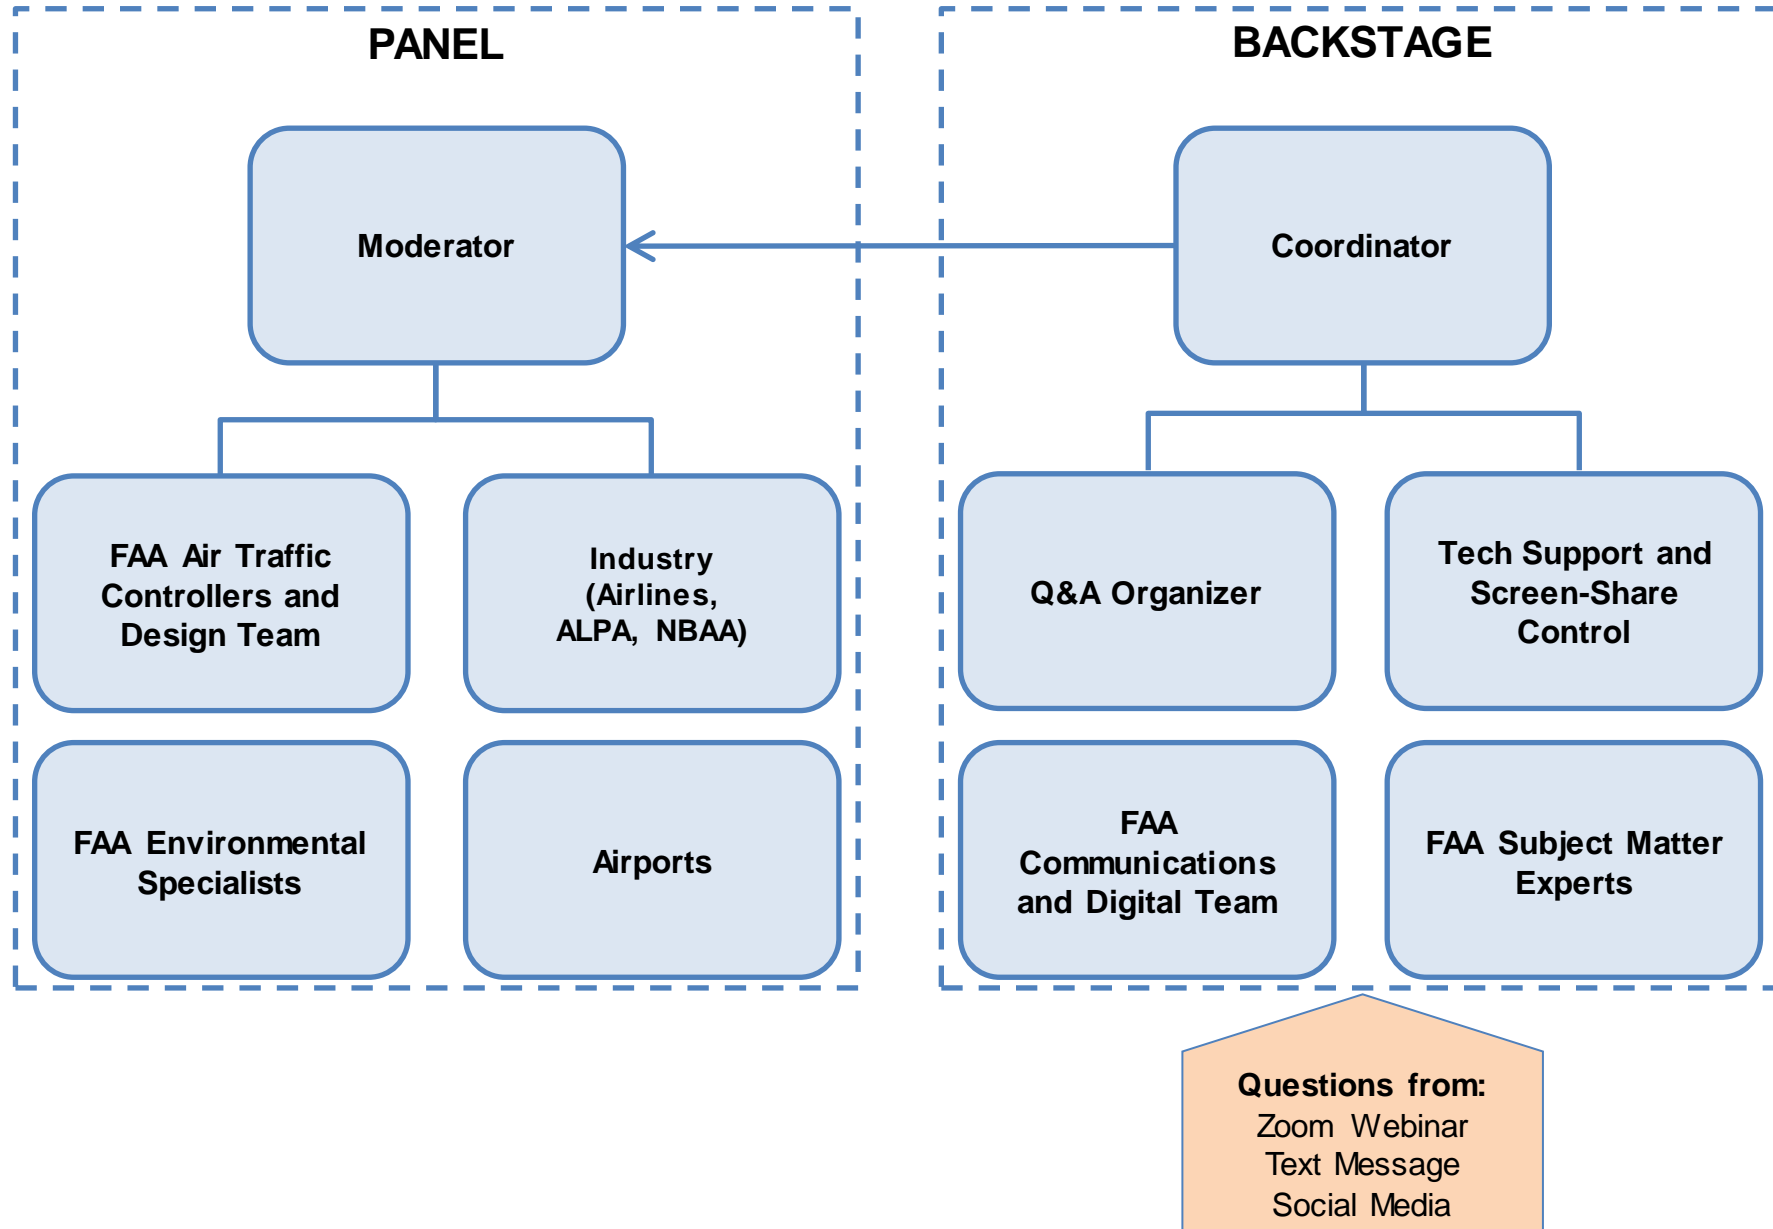 PANEL
Moderator
FAA Air Traffic
Controllers and
Design Team
Industry
(Airlines,
ALPA, NBAA)
FAA Environmental
Specialists
Airports
BACKSTAGE
Coordinator
Q&A Organizer
Tech Support and
Screen-Share
Control
FAA
Communications
and Digital Team
FAA Subject Matter
Experts
Questions from:
Zoom Webinar
Text Message
Social Media